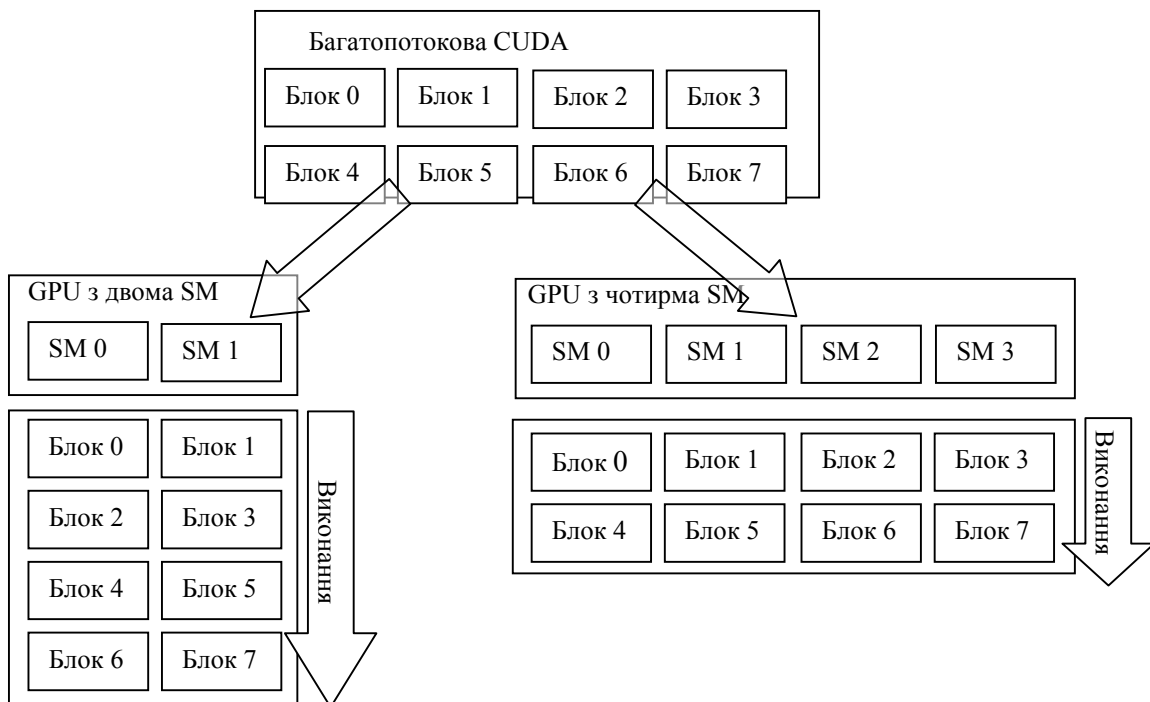 Багатопотокова CUDA
Блок 0 Блок 1 Блок 2 Блок 3
Блок 4 Блок 5 Блок 6 Блок 7
GPU з двома SM
SM 0 SM 1
Блок 0 Блок 1
Блок 2 Блок 3
Блок 4 Блок 5
Блок 6 Блок 7
Виконання
GPU з чотирма SM
SM 0 SM 1 SM 2 SM 3
Блок 0 Блок 1 Блок 2 Блок 3
Блок 4 Блок 5 Блок 6 Блок 7
Виконання